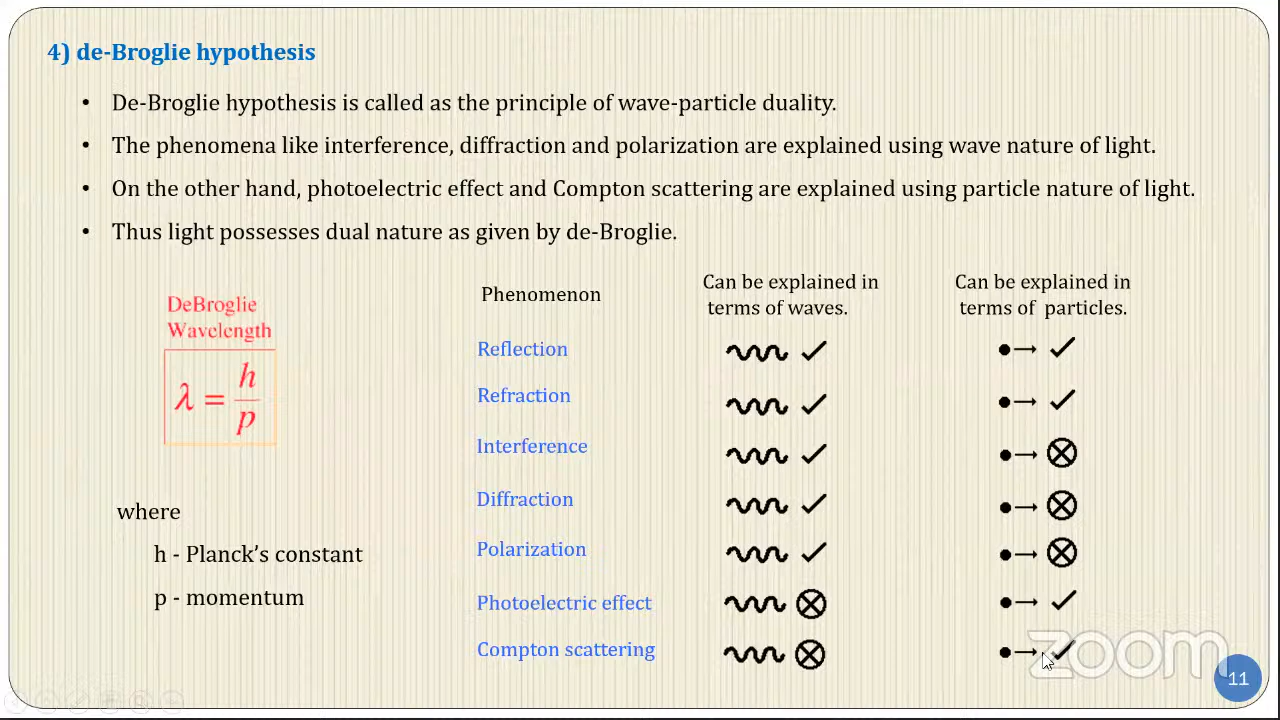 4) de-Broglie hypothesis
• De-Broglie hypothesis is called as the principle of wave-particle duality.
• The phenomena like interference, diffraction and polarization are explained using wave nature of light.
• On the other hand, photoelectric effect and Compton scattering are explained using particle nature of light.
• Thus light possesses dual nature as given by de-Broglie.
DeBroglie
Wavelength
λ = h/p
where
h - Planck's constant
p - momentum
Phenomenon
Can be explained in
terms of waves.
Can be explained in
terms of particles.
Reflection
Refraction
Interference
Diffraction
Polarization
Photoelectric effect
Compton scattering
zoom
11